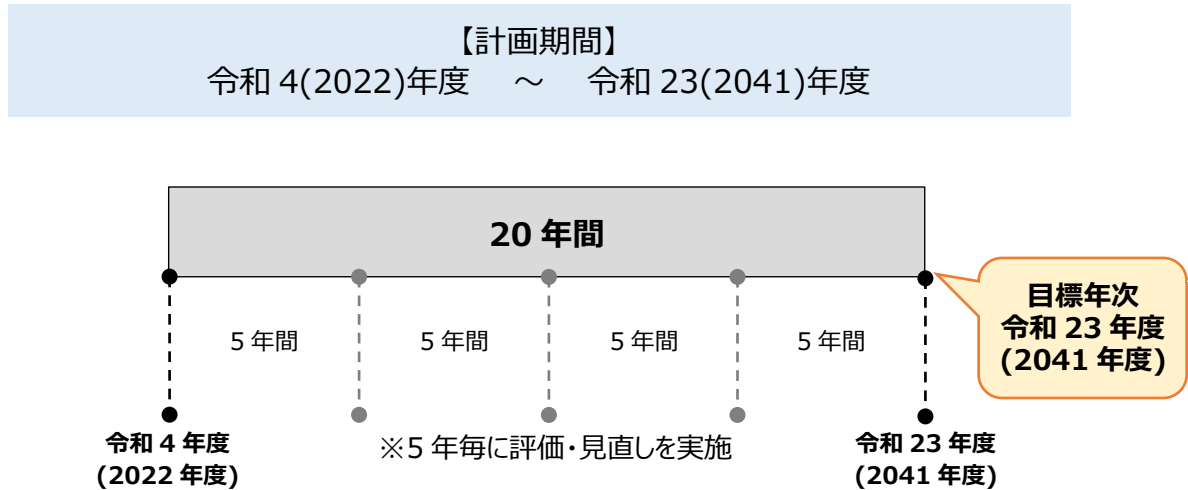 【計画期間】
令和 4(2022)年度 ～ 令和 23(2041)年度
20 年間
目標年次
令和 23 年度
(2041 年度)
5 年間 5 年間 5 年間 5 年間
令和 4 年度
(2022 年度)
※5 年毎に評価・見直しを実施
令和 23 年度
(2041 年度)